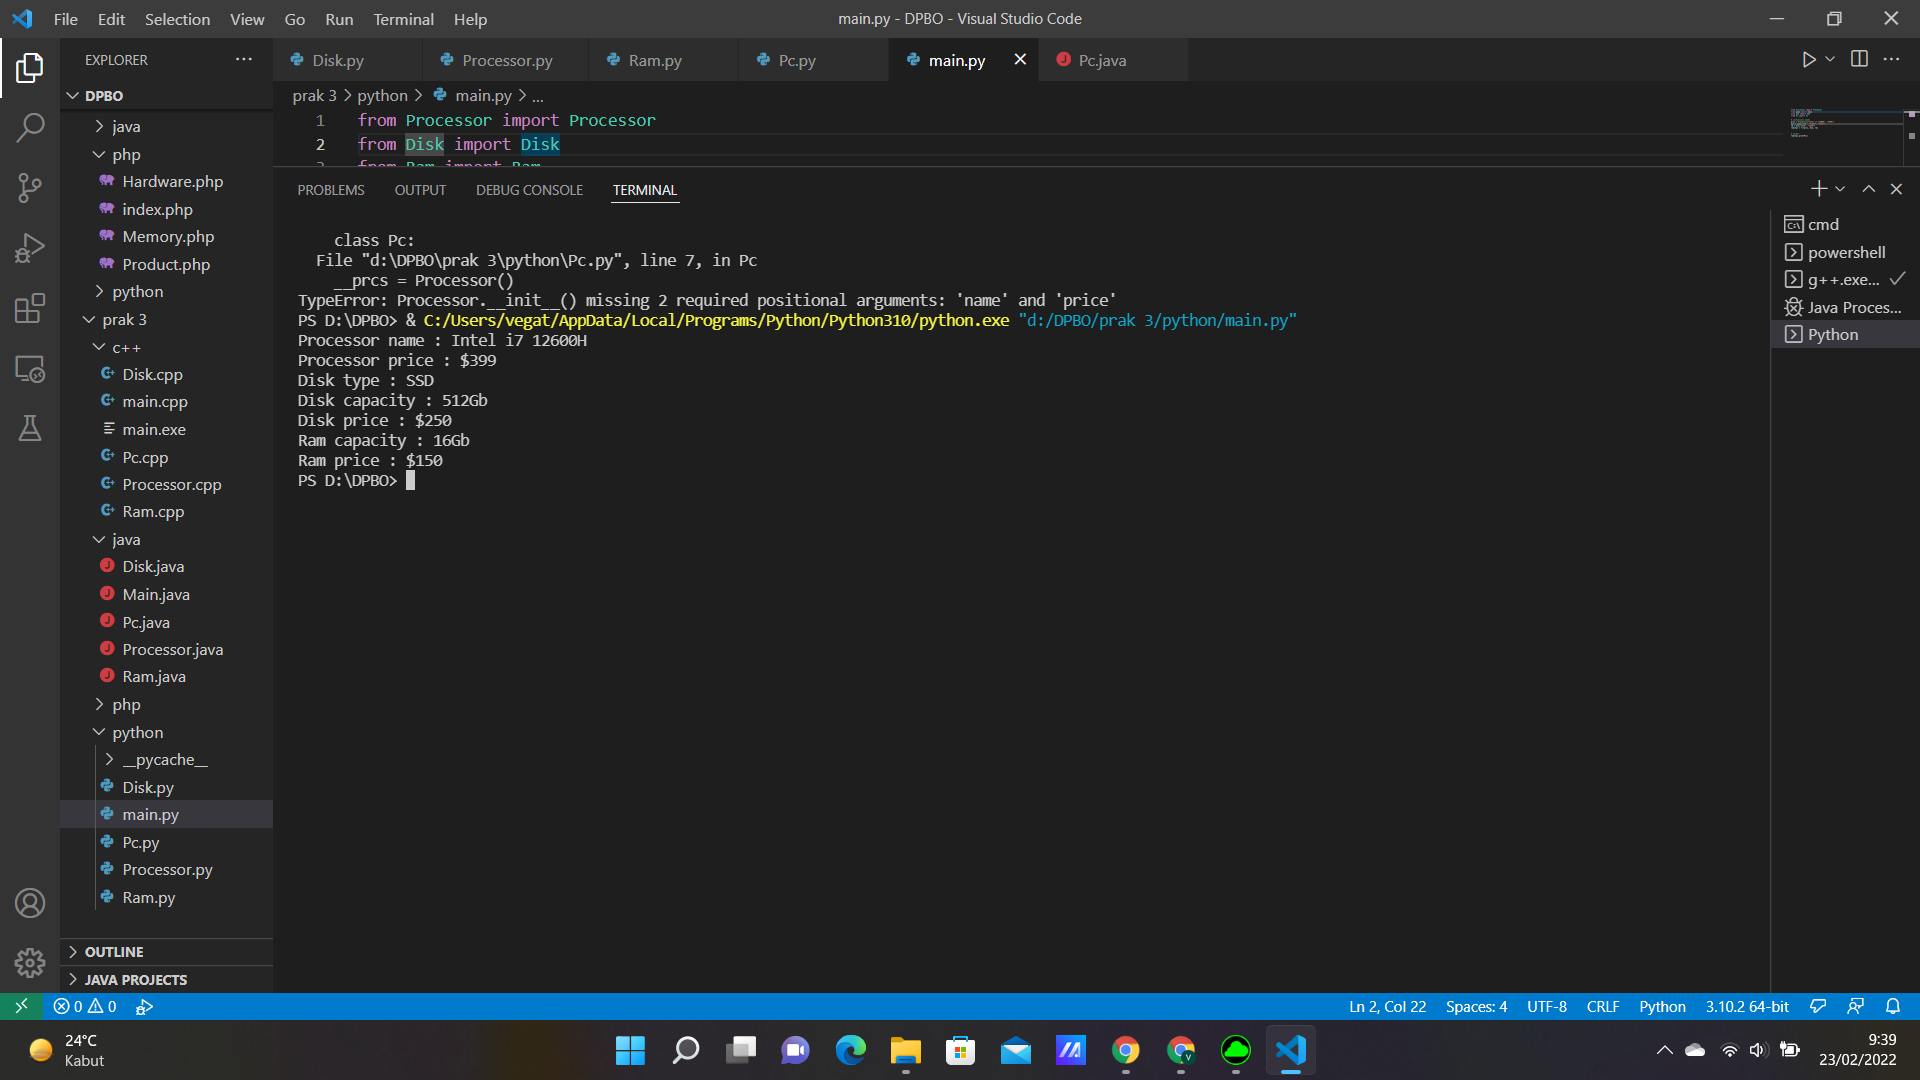 File Edit Selection View Go Run Terminal Help
main.py - DPBO - Visual Studio Code
EXPLORER
Disk.py
Processor.py
Ram.py
Pc.py
main.py
Pc.java
DPBO
java
php
Hardware.php
index.php
Memory.php
Product.php
python
prak 3
c++
Disk.cpp
main.cpp
main.exe
Pc.cpp
Processor.cpp
Ram.cpp
java
Disk.java
Main.java
Pc.java
Processor.java
Ram.java
php
python
__pycache__
Disk.py
main.py
Pc.py
Processor.py
Ram.py
OUTLINE
JAVA PROJECTS
prak 3 > python > main.py > ...
1 from Processor import Processor
2 from Disk import Disk
3 from Ram import Ram
PROBLEMS OUTPUT DEBUG CONSOLE TERMINAL
class Pc:
File "d:\DPBO\prak 3\python\Pc.py", line 7, in Pc
__prcs = Processor()
TypeError: Processor.__init__() missing 2 required positional arguments: 'name' and 'price'
PS D:\DPBO> & C:/Users/vegat/AppData/Local/Programs/Python/Python310/python.exe "d:/DPBO/prak 3/python/main.py"
Processor name : Intel i7 12600H
Processor price : $399
Disk type : SSD
Disk capacity : 512Gb
Disk price : $250
Ram capacity : 16Gb
Ram price : $150
PS D:\DPBO>
cmd
powershell
g++.exe...
Java Proces...
Python
0 0
Ln 2, Col 22 Spaces: 4 UTF-8 CRLF Python 3.10.2 64-bit
24°C
Kabut
9:39
23/02/2022